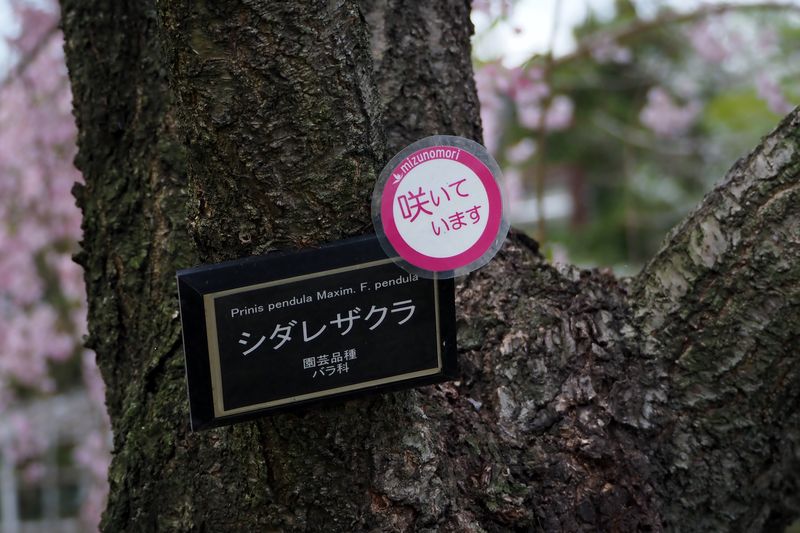 mizunomori
咲いて
います
Prinis pendula Maxim. F. pendula
シダレザクラ
園芸品種
バラ科